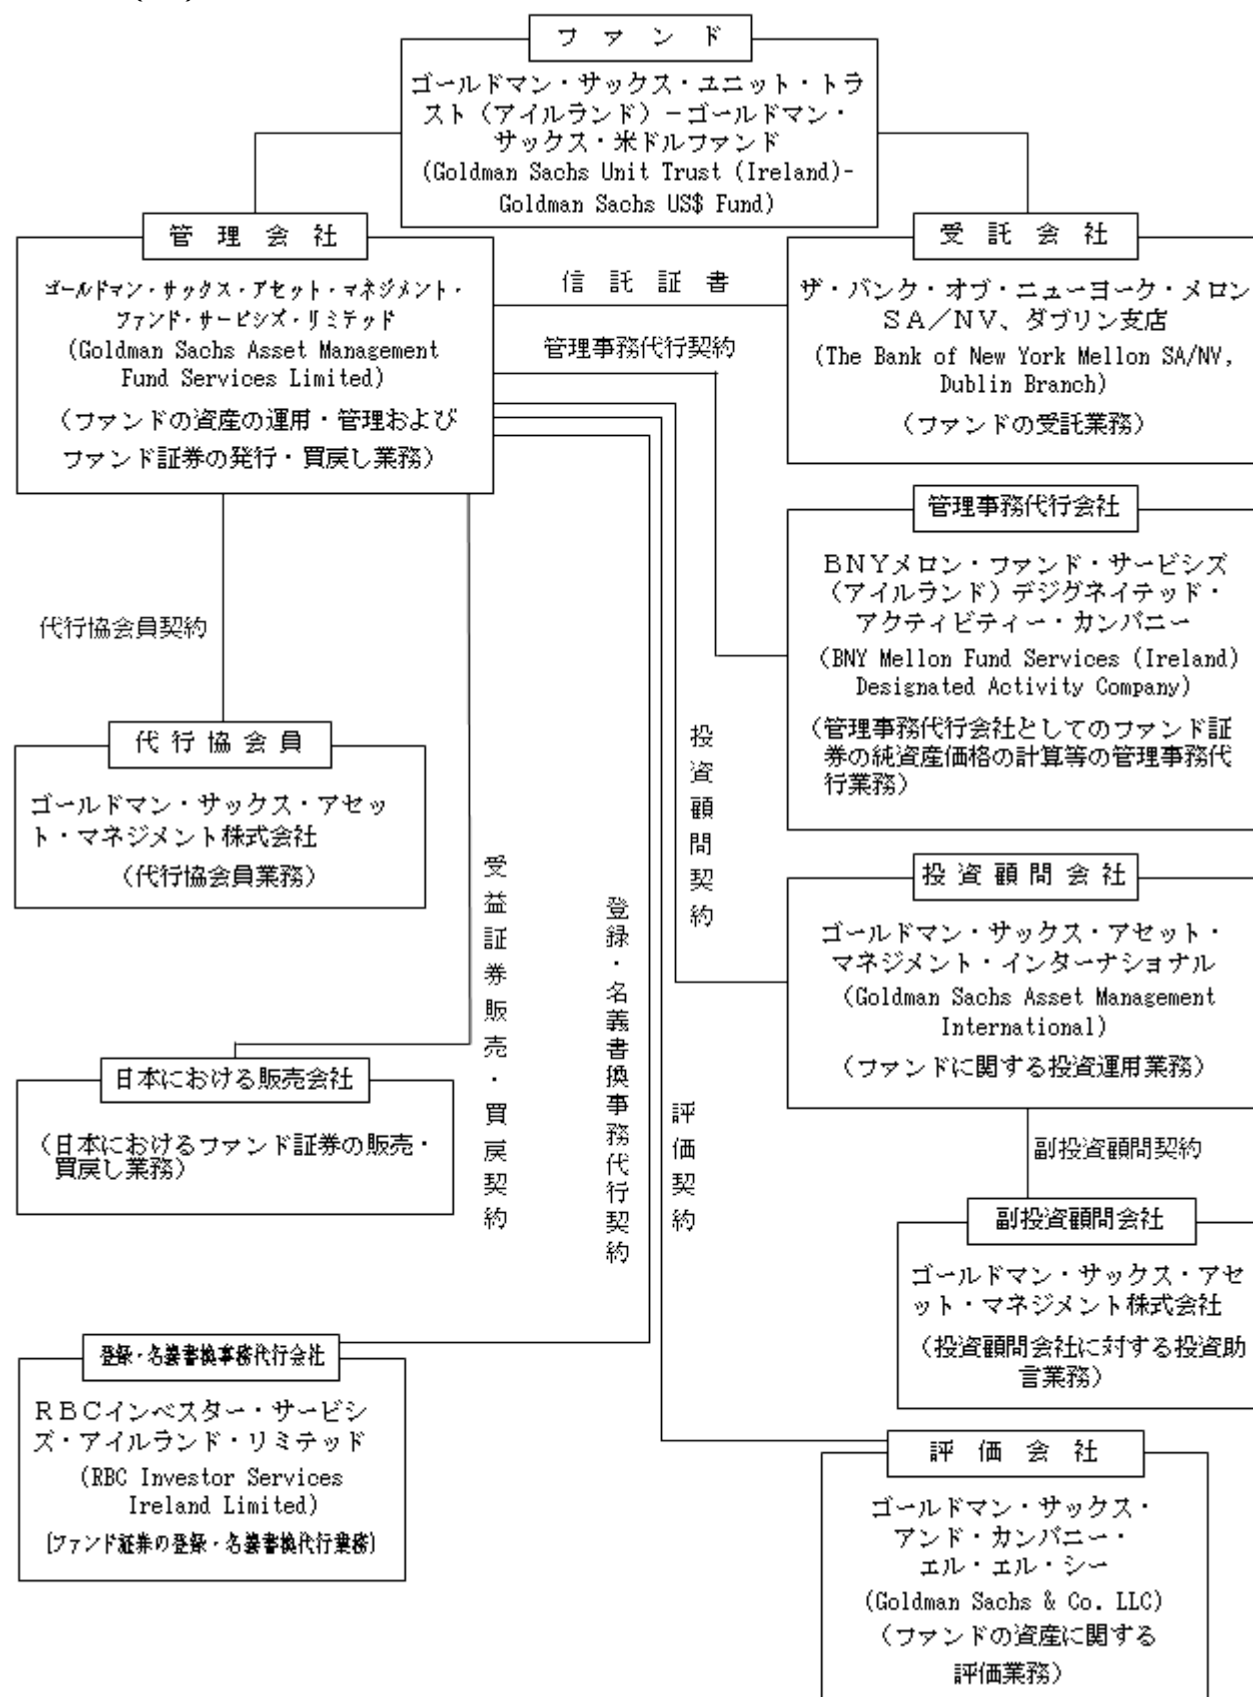 ファンド
ゴールドマン・サックス・ユニット・トラ
スト（アイルランド）－ゴールドマン・
サックス・米ドルファンド
(Goldman Sachs Unit Trust (Ireland)-
Goldman Sachs US$ Fund)
管理会社
ゴールドマン・サックス・アセット・マネジメント・
ファンド・サービシズ・リミテッド
(Goldman Sachs Asset Management
Fund Services Limited)
（ファンドの資産の運用・管理および
ファンド証券の発行・買戻し業務）
信託証書
管理事務代行契約
受託会社
ザ・バンク・オブ・ニューヨーク・メロン
ＳＡ／ＮＶ、ダブリン支店
(The Bank of New York Mellon SA/NV,
Dublin Branch)
（ファンドの受託業務）
管理事務代行会社
ＢＮＹメロン・ファンド・サービシズ
（アイルランド）デジグネイテッド・
アクティビティー・カンパニー
(BNY Mellon Fund Services (Ireland)
Designated Activity Company)
（管理事務代行会社としてのファンド証
券の純資産価格の計算等の管理事務代
行業務）
代行協会員契約
代行協会員
ゴールドマン・サックス・アセッ
ト・マネジメント株式会社
（代行協会員業務）
投資顧問契約
受益証券販売・買戻契約
登録・名義書換事務代行契約
評価契約
投資顧問会社
ゴールドマン・サックス・アセット・
マネジメント・インターナショナル
(Goldman Sachs Asset Management
International)
（ファンドに関する投資運用業務）
日本における販売会社
（日本におけるファンド証券の販売・
買戻し業務）
副投資顧問契約
副投資顧問会社
ゴールドマン・サックス・アセ
ット・マネジメント株式会社
（投資顧問会社に対する投資助
言業務）
登録・名義書換事務代行会社
ＲＢＣインベスター・サービシ
ズ・アイルランド・リミテッド
(RBC Investor Services
Ireland Limited)
(ファンド証券の登録・名義書換代行業務)
評価会社
ゴールドマン・サックス・
アンド・カンパニー・
エル・エル・シー
(Goldman Sachs & Co. LLC)
（ファンドの資産に関する
評価業務）